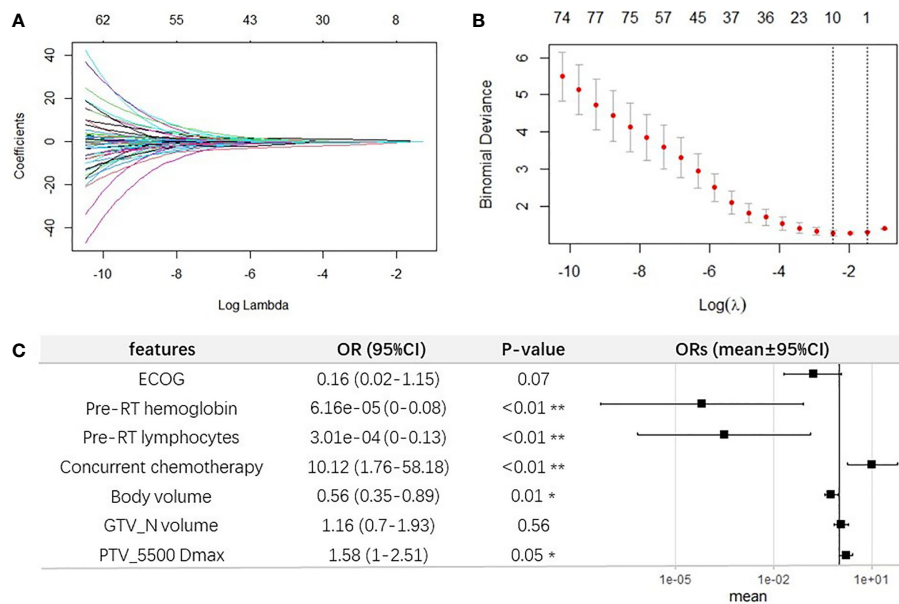 A
62 55 43 30 8
40
20
0
20
40
Coefficients
-10 -8 -6 -4 -2
Log Lambda
B
74 77 75 57 45 37 36 23 10 1
6
5
4
3
2
Binomial Deviance
-10 -8 -6 -4 -2
Log(λ)
C
features OR (95%CI) P-value ORs (mean±95%CI)
ECOG 0.16 (0.02-1.15) 0.07
Pre-RT hemoglobin 6.16e-05 (0-0.08) <0.01 **
Pre-RT lymphocytes 3.01e-04 (0-0.13) <0.01 **
Concurrent chemotherapy 10.12 (1.76-58.18) <0.01 **
Body volume 0.56 (0.35-0.89) 0.01 *
GTV_N volume 1.16 (0.7-1.93) 0.56
PTV_5500 Dmax 1.58 (1-2.51) 0.05 *
1e-05 1e-02 1e+01
mean